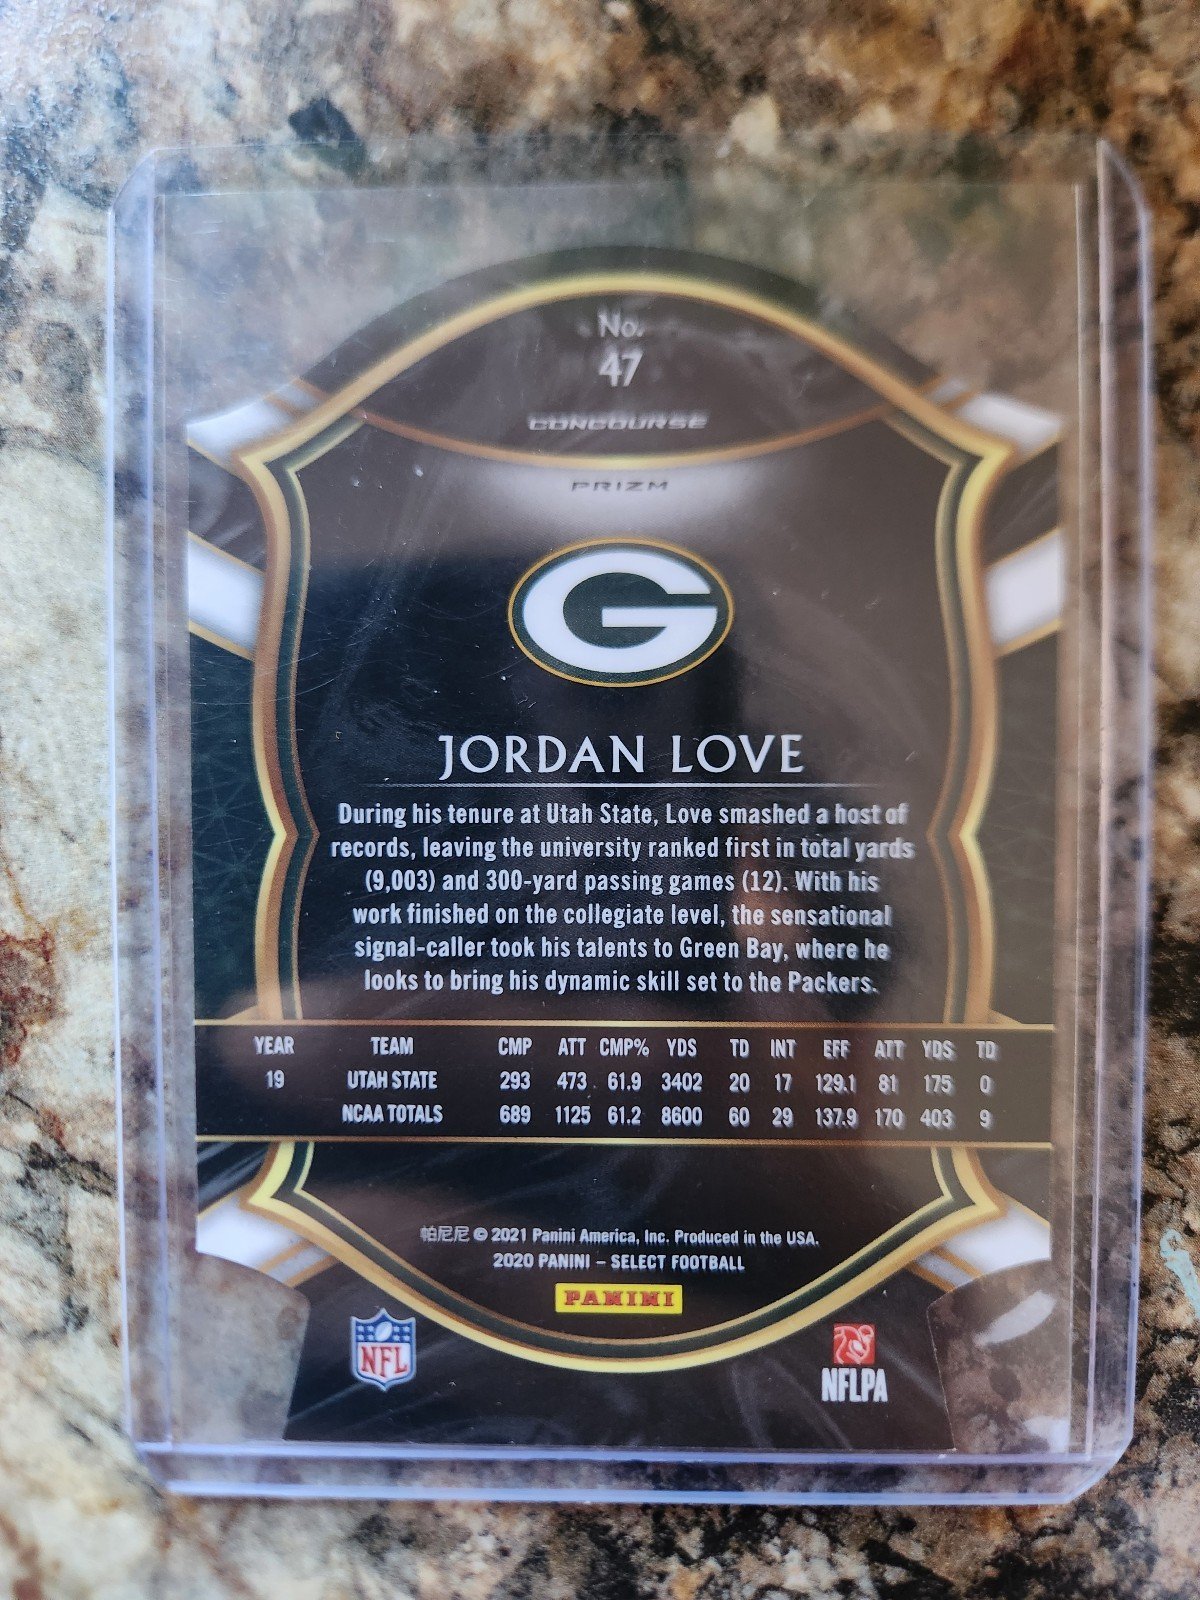 No.
47
CONCOURSE
PRIZM
G
JORDAN LOVE
During his tenure at Utah State, Love smashed a host of
records, leaving the university ranked first in total yards
(9,003) and 300-yard passing games (12). With his
work finished on the collegiate level, the sensational
signal-caller took his talents to Green Bay, where he
looks to bring his dynamic skill set to the Packers.
YEAR TEAM CMP ATT CMP% YDS TD INT EFF ATT YDS TD
19 UTAH STATE 293 473 61.9 3402 20 17 129.1 81 175 0
NCAA TOTALS 689 1125 61.2 8600 60 29 137.9 170 403 9
帕尼尼 © 2021 Panini America, Inc. Produced in the USA.
2020 PANINI – SELECT FOOTBALL
PANINI
NFL
NFLPA